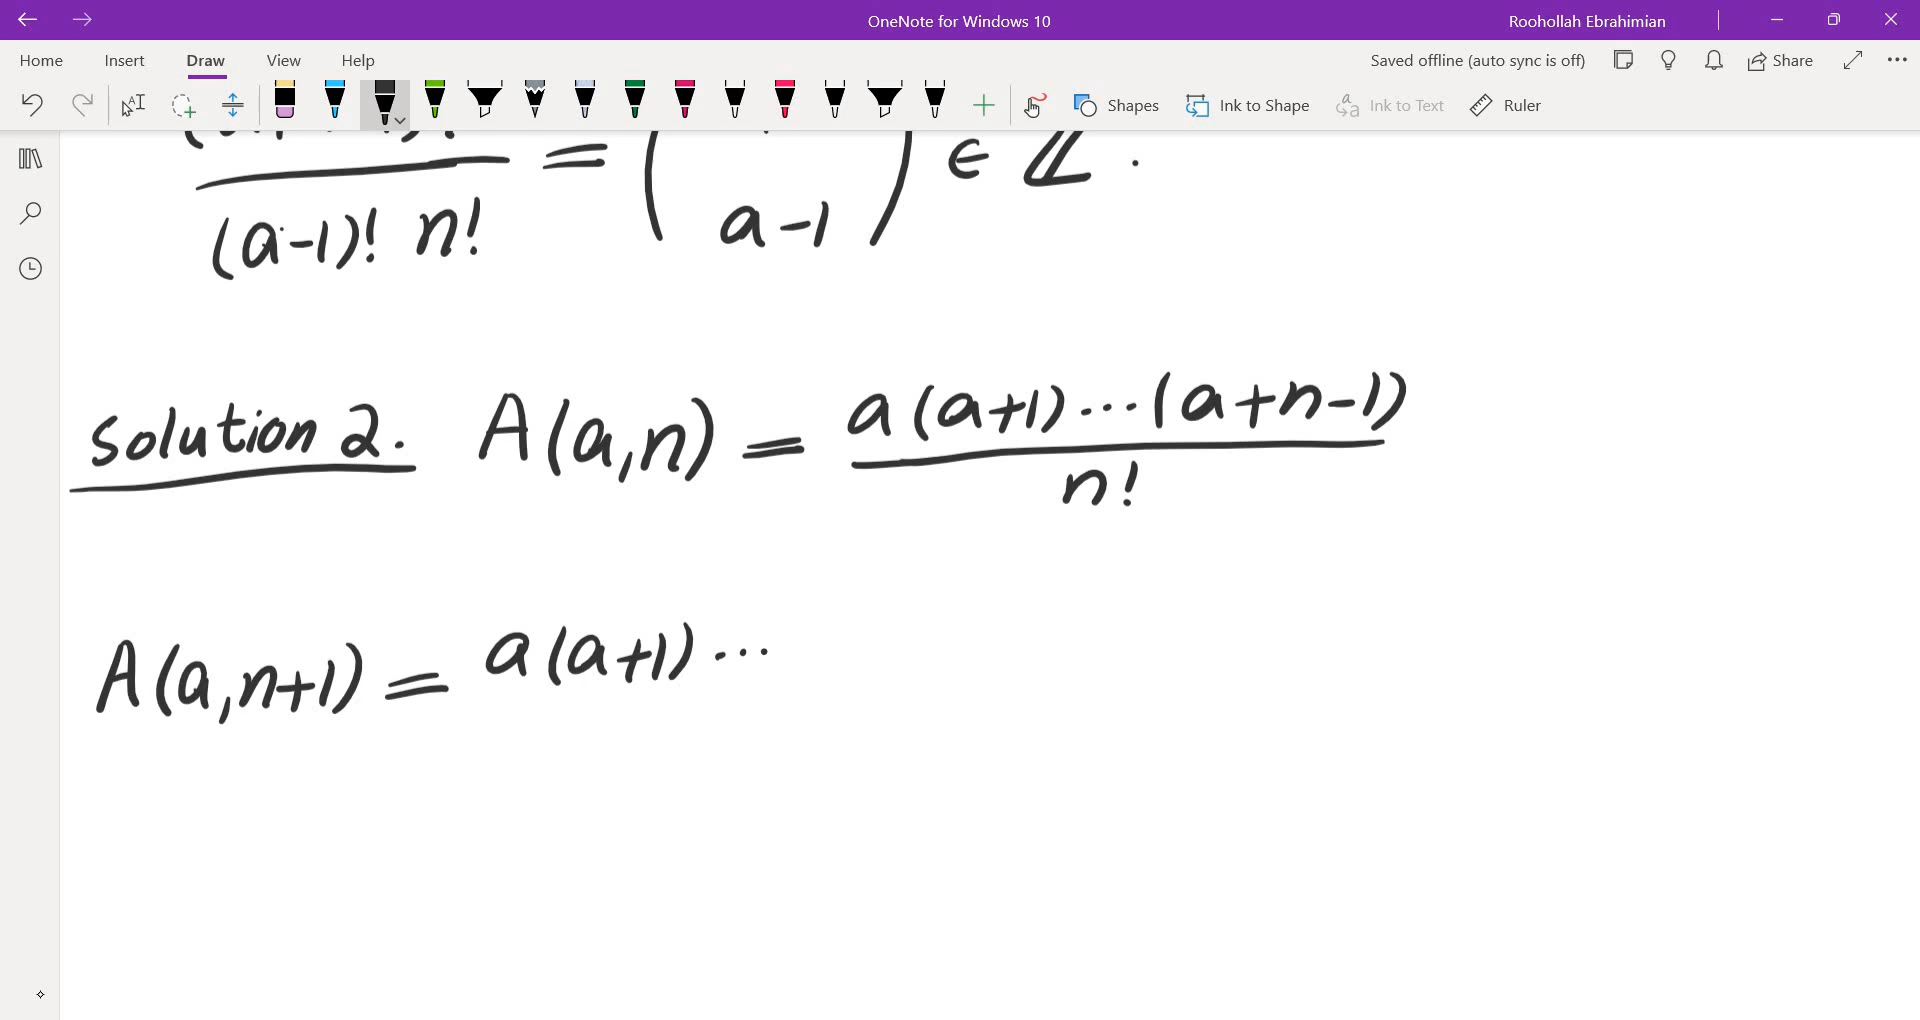 OneNote for Windows 10 Roohollah Ebrahimian
Home Insert Draw View Help Saved offline (auto sync is off) Share
Shapes Ink to Shape Ink to Text Ruler
= ( ) ∈ ℤ .
(a-1)! n! a-1
solution 2. A(a,n) = a(a+1)...(a+n-1)
n!
A(a,n+1) = a(a+1)...